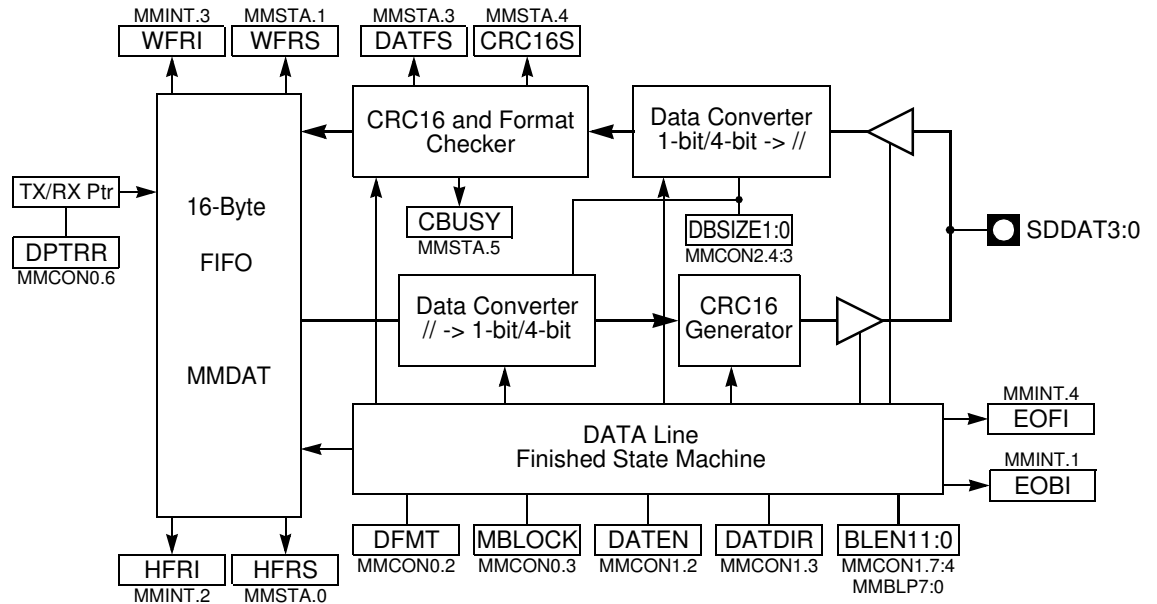 MMINT.3
MMSTA.1
MMSTA.3
MMSTA.4
WFRI
WFRS
DATFS
CRC16S
CRC16 and Format
Checker
Data Converter
1-bit/4-bit -> //
TX/RX Ptr
16-Byte
FIFO
MMDAT
DPTRR
MMCON0.6
CBUSY
MMSTA.5
DBSIZE1:0
MMCON2.4:3
SDDAT3:0
Data Converter
// -> 1-bit/4-bit
CRC16
Generator
DATA Line
Finished State Machine
MMINT.4
EOFI
MMINT.1
EOBI
DFMT
MMCON0.2
MBLOCK
MMCON0.3
DATEN
MMCON1.2
DATDIR
MMCON1.3
BLEN11:0
MMCON1.7:4
MMBLP7:0
HFRI
MMINT.2
HFRS
MMSTA.0